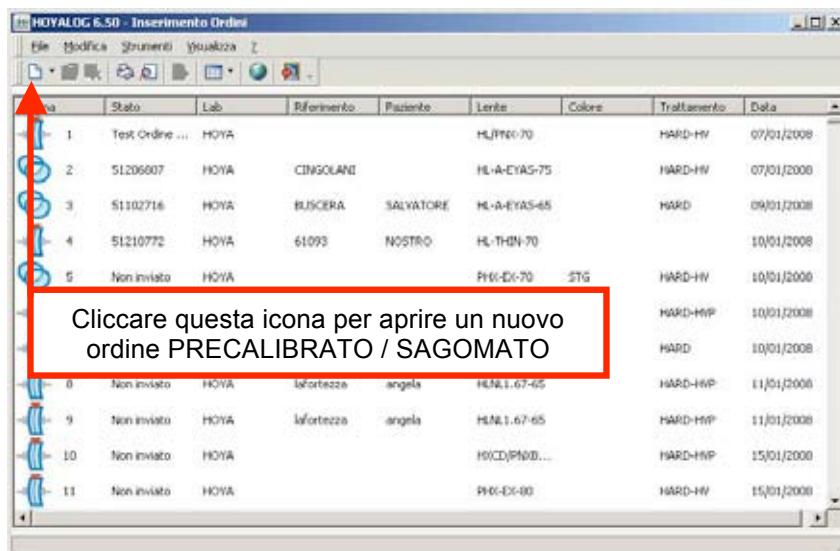 HOYALOG 6.50 - Inserimento Ordini
File Modifica Strumenti Visualizza ?
Stato Lab Riferimento Paziente Lente Colore Trattamento Data
1 Test Ordine ... HOYA HL/PNX-70 HARD-HV 07/01/2008
2 51206807 HOYA CINGOLANI HL-A-EYAS-75 HARD-HV 07/01/2008
3 51102716 HOYA BUSCERA SALVATORE HL-A-EYAS-65 HARD 09/01/2008
4 51210772 HOYA 61093 NOSTRO HL-THIN-70 10/01/2008
5 Non inviato HOYA PHX-EX-70 STG HARD-HV 10/01/2008
HARD-HVP 10/01/2008
Cliccare questa icona per aprire un nuovo
ordine PRECALIBRATO / SAGOMATO
HARD 10/01/2008
8 Non inviato HOYA lafortezza angela HLNL1.67-65 HARD-HVP 11/01/2008
9 Non inviato HOYA lafortezza angela HLNL1.67-65 HARD-HVP 11/01/2008
10 Non inviato HOYA HARD-HVP 15/01/2008
11 Non inviato HOYA PHX-EX-80 HARD-HV 15/01/2008